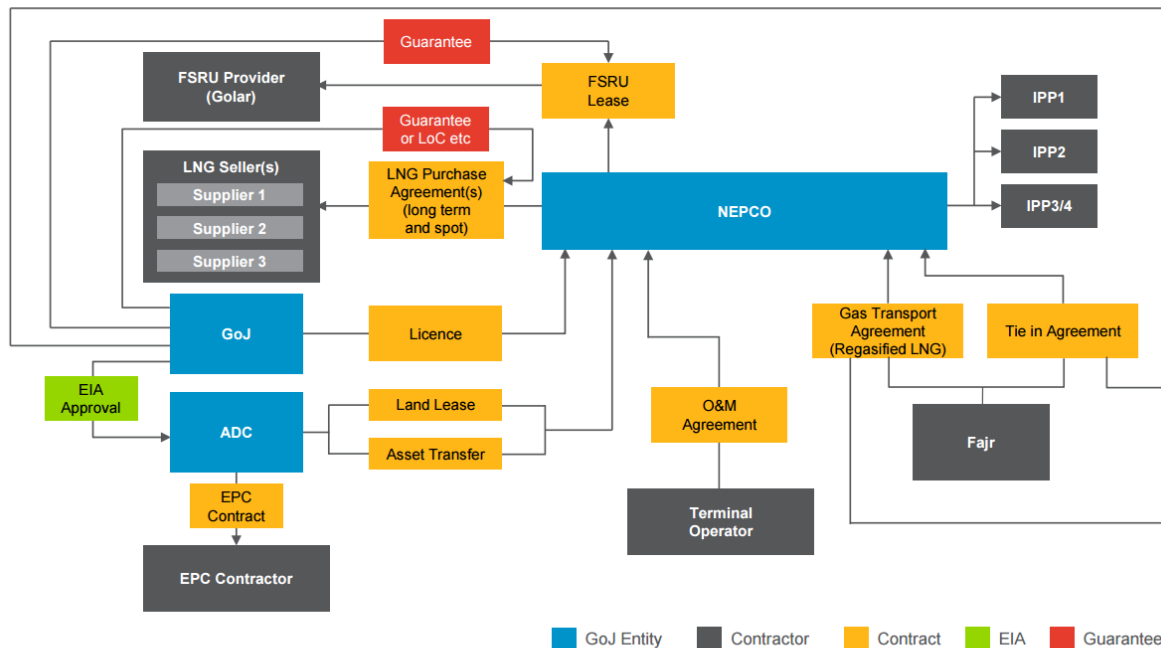 Guarantee
FSRU Provider
(Golar)
FSRU
Lease
IPP1
Guarantee
or LoC etc
IPP2
LNG Seller(s)
Supplier 1
Supplier 2
Supplier 3
LNG Purchase
Agreement(s)
(long term
and spot)
NEPCO
IPP3/4
GoJ
Licence
Gas Transport
Agreement
(Regasified LNG)
Tie in Agreement
EIA
Approval
ADC
Land Lease
Asset Transfer
O&M
Agreement
Fajr
EPC
Contract
Terminal
Operator
EPC Contractor
GoJ Entity
Contractor
Contract
EIA
Guarantee